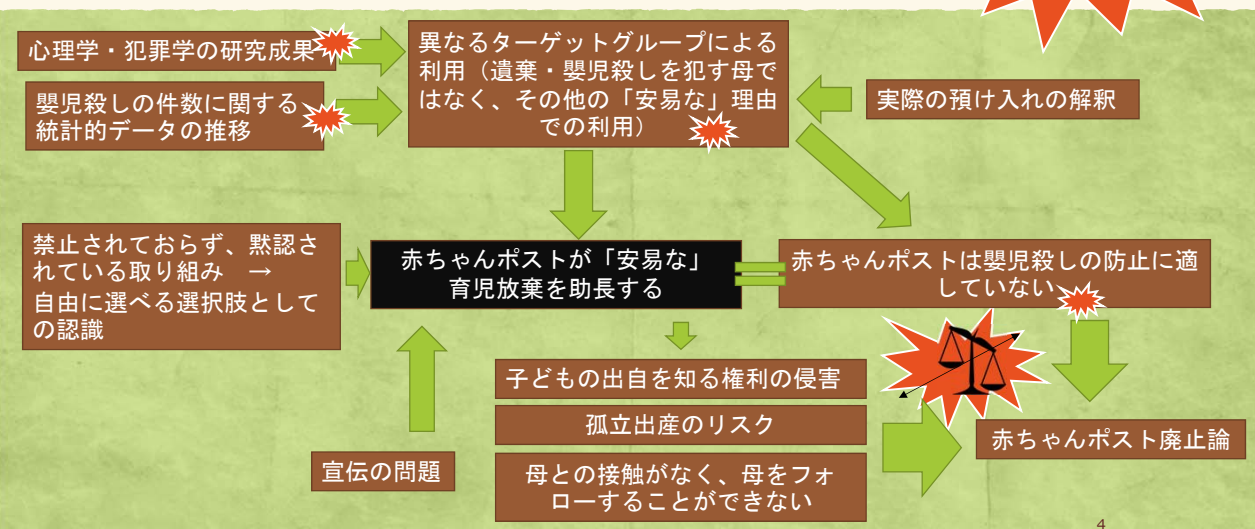 心理学・犯罪学の研究成果
異なるターゲットグループによる
利用（遺棄・嬰児殺しを犯す母で
はなく、その他の「安易な」理由
での利用）
嬰児殺しの件数に関する
統計的データの推移
実際の預け入れの解釈
禁止されておらず、黙認さ
れている取り組み　→
自由に選べる選択肢として
の認識
赤ちゃんポストが「安易な」
育児放棄を助長する
赤ちゃんポストは嬰児殺しの防止に適
していない
子どもの出自を知る権利の侵害
孤立出産のリスク
母との接触がなく、母をフォ
ローすることができない
宣伝の問題
赤ちゃんポスト廃止論
4